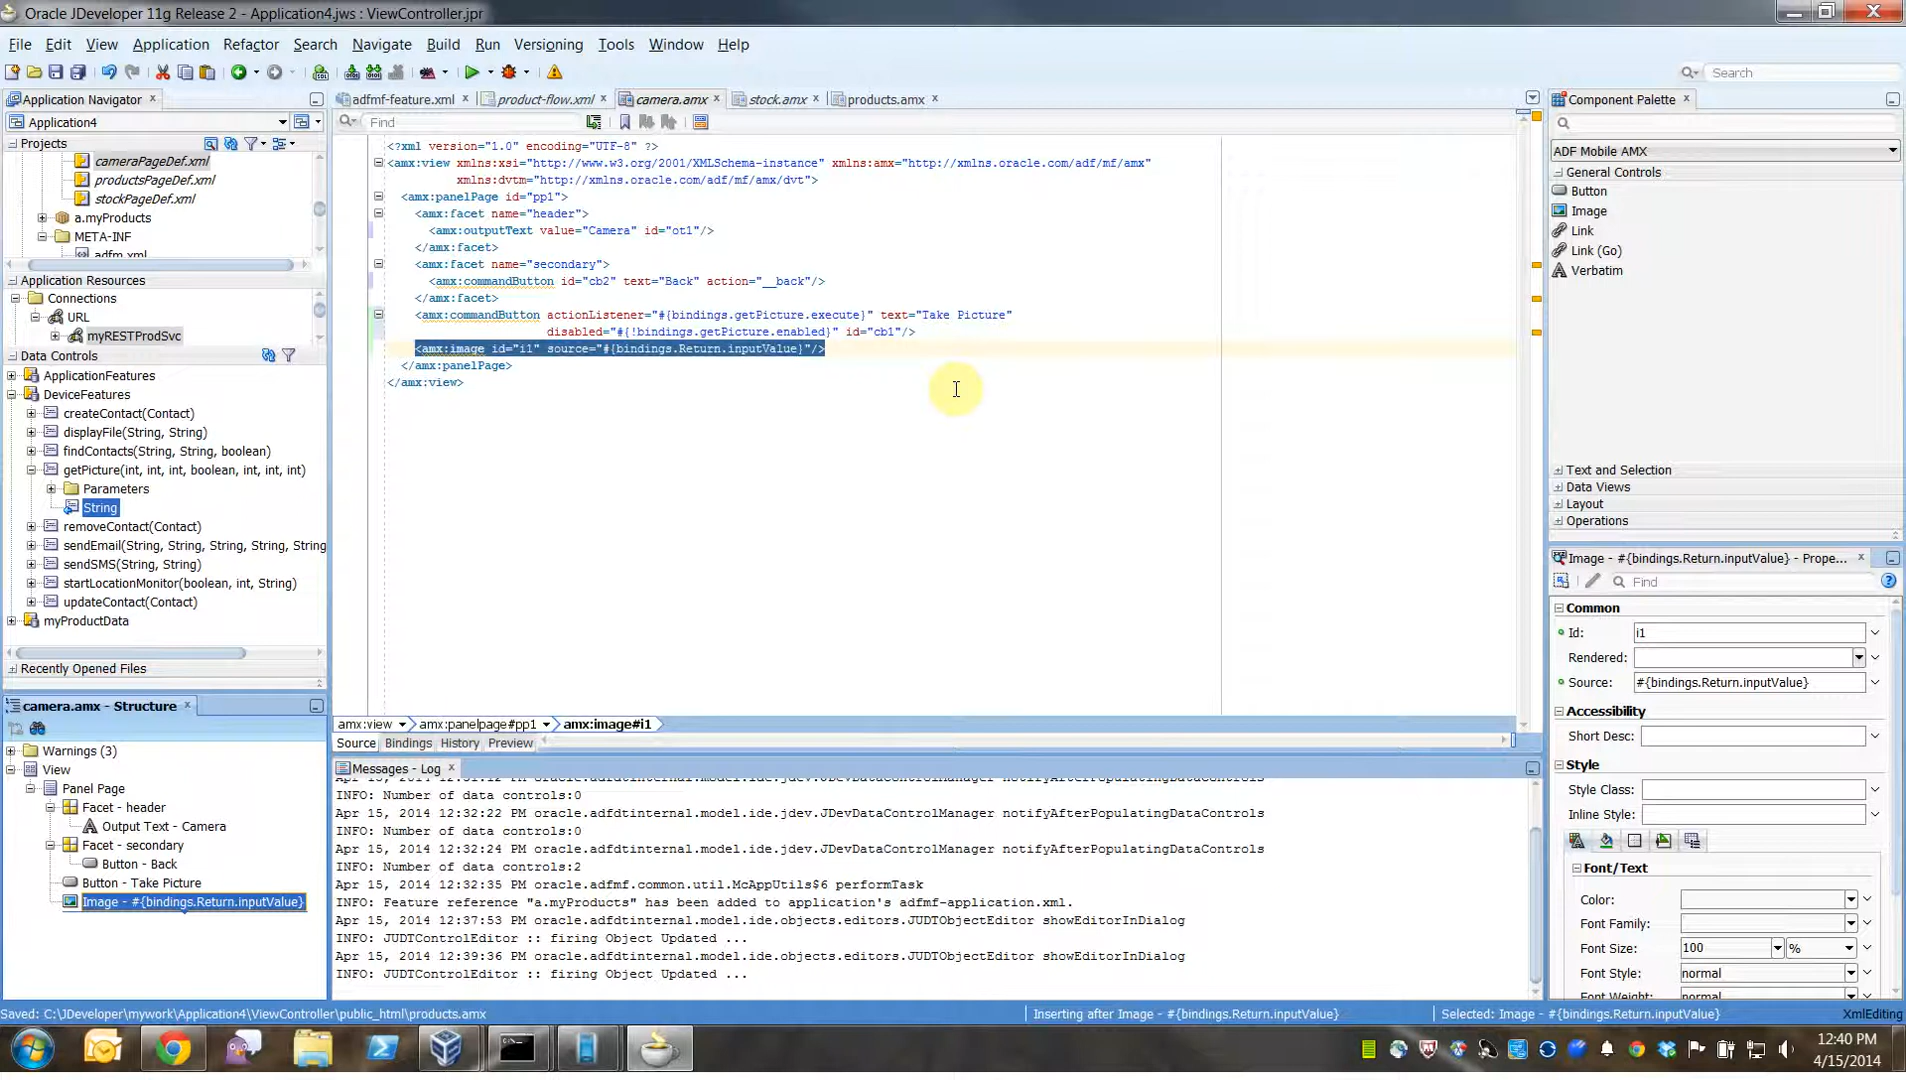 Oracle JDeveloper 11g Release 2 - Application4.jws : ViewController.jpr
File Edit View Application Refactor Search Navigate Build Run Versioning Tools Window Help
Search
Application Navigator
Application4
Projects
cameraPageDef.xml
productsPageDef.xml
stockPageDef.xml
a.myProducts
META-INF
adfm.xml
Application Resources
Connections
URL
myRESTProdSvc
Data Controls
ApplicationFeatures
DeviceFeatures
createContact(Contact)
displayFile(String, String)
findContacts(String, String, boolean)
getPicture(int, int, int, boolean, int, int, int)
Parameters
String
removeContact(Contact)
sendEmail(String, String, String, String, String
sendSMS(String, String)
startLocationMonitor(boolean, int, String)
updateContact(Contact)
myProductData
Recently Opened Files
camera.amx - Structure
Warnings (3)
View
Panel Page
Facet - header
Output Text - Camera
Facet - secondary
Button - Back
Button - Take Picture
Image - #{bindings.Return.inputValue}
adfmf-feature.xml product-flow.xml camera.amx stock.amx products.amx
Find
<?xml version="1.0" encoding="UTF-8" ?>
<amx:view xmlns:xsi="http://www.w3.org/2001/XMLSchema-instance" xmlns:amx="http://xmlns.oracle.com/adf/mf/amx"
xmlns:dvtm="http://xmlns.oracle.com/adf/mf/amx/dvt">
<amx:panelPage id="pp1">
<amx:facet name="header">
<amx:outputText value="Camera" id="ot1"/>
</amx:facet>
<amx:facet name="secondary">
<amx:commandButton id="cb2" text="Back" action="__back"/>
</amx:facet>
<amx:commandButton actionListener="#{bindings.getPicture.execute}" text="Take Picture"
disabled="#{!bindings.getPicture.enabled}" id="cb1"/>
<amx:image id="i1" source="#{bindings.Return.inputValue}"/>
</amx:panelPage>
</amx:view>
amx:view amx:panelpage#pp1 amx:image#i1
Source Bindings History Preview
Messages - Log
Apr 15, 2014 12:31:12 PM oracle.adfdtinternal.model.ide.jdev.JDevDataControlManager notifyAfterPopulatingDataControls
INFO: Number of data controls:0
Apr 15, 2014 12:32:22 PM oracle.adfdtinternal.model.ide.jdev.JDevDataControlManager notifyAfterPopulatingDataControls
INFO: Number of data controls:0
Apr 15, 2014 12:32:24 PM oracle.adfdtinternal.model.ide.jdev.JDevDataControlManager notifyAfterPopulatingDataControls
INFO: Number of data controls:2
Apr 15, 2014 12:32:35 PM oracle.adfmf.common.util.McAppUtils$6 performTask
INFO: Feature reference "a.myProducts" has been added to application's adfmf-application.xml.
Apr 15, 2014 12:37:53 PM oracle.adfmf.ide.objects.editors.JUDTObjectEditor showEditorInDialog
INFO: JUDTControlEditor :: firing Object Updated ...
Apr 15, 2014 12:39:36 PM oracle.adfmf.ide.objects.editors.JUDTObjectEditor showEditorInDialog
INFO: JUDTControlEditor :: firing Object Updated ...
Component Palette
ADF Mobile AMX
General Controls
Button
Image
Link
Link (Go)
Verbatim
Text and Selection
Data Views
Layout
Operations
Image - #{bindings.Return.inputValue} - Prope...
Find
Common
Id: i1
Rendered:
Source: #{bindings.Return.inputValue}
Accessibility
Short Desc:
Style
Style Class:
Inline Style:
Font/Text
Color:
Font Family:
Font Size: 100 %
Font Style: normal
Font Weight: normal
Saved: C:\JDeveloper\mywork\Application4\ViewController\public_html\products.amx
Inserting after Image - #{bindings.Return.inputValue}
Selected: Image - #{bindings.Return.inputValue}
XmlEditing
12:40 PM
4/15/2014